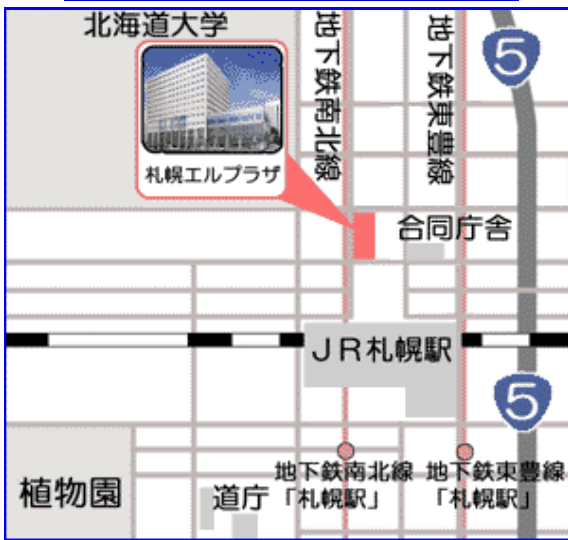 北海道大学
地下鉄南北線
地下鉄東豊線
5
札幌エルプラザ
合同庁舎
JR札幌駅
5
地下鉄南北線
「札幌駅」
地下鉄東豊線
「札幌駅」
植物園
道庁